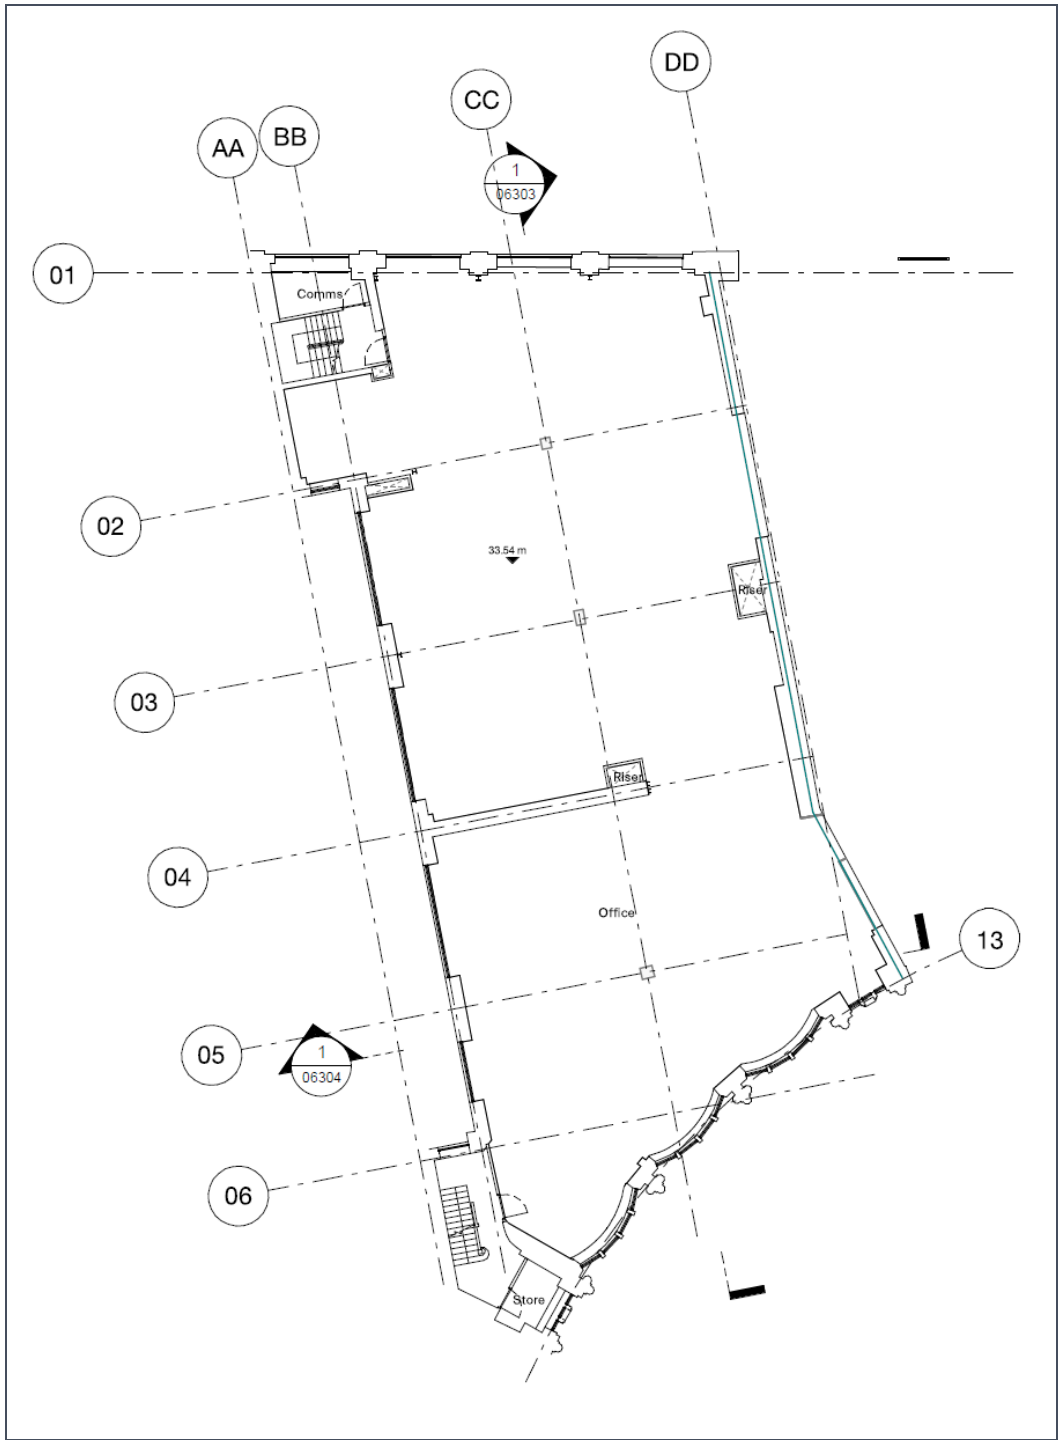 DD
CC
BB
AA
1
06303
01
Comms
02
33.54 m
Riser
03
Riser
04
Office
13
05
1
06304
06
Store